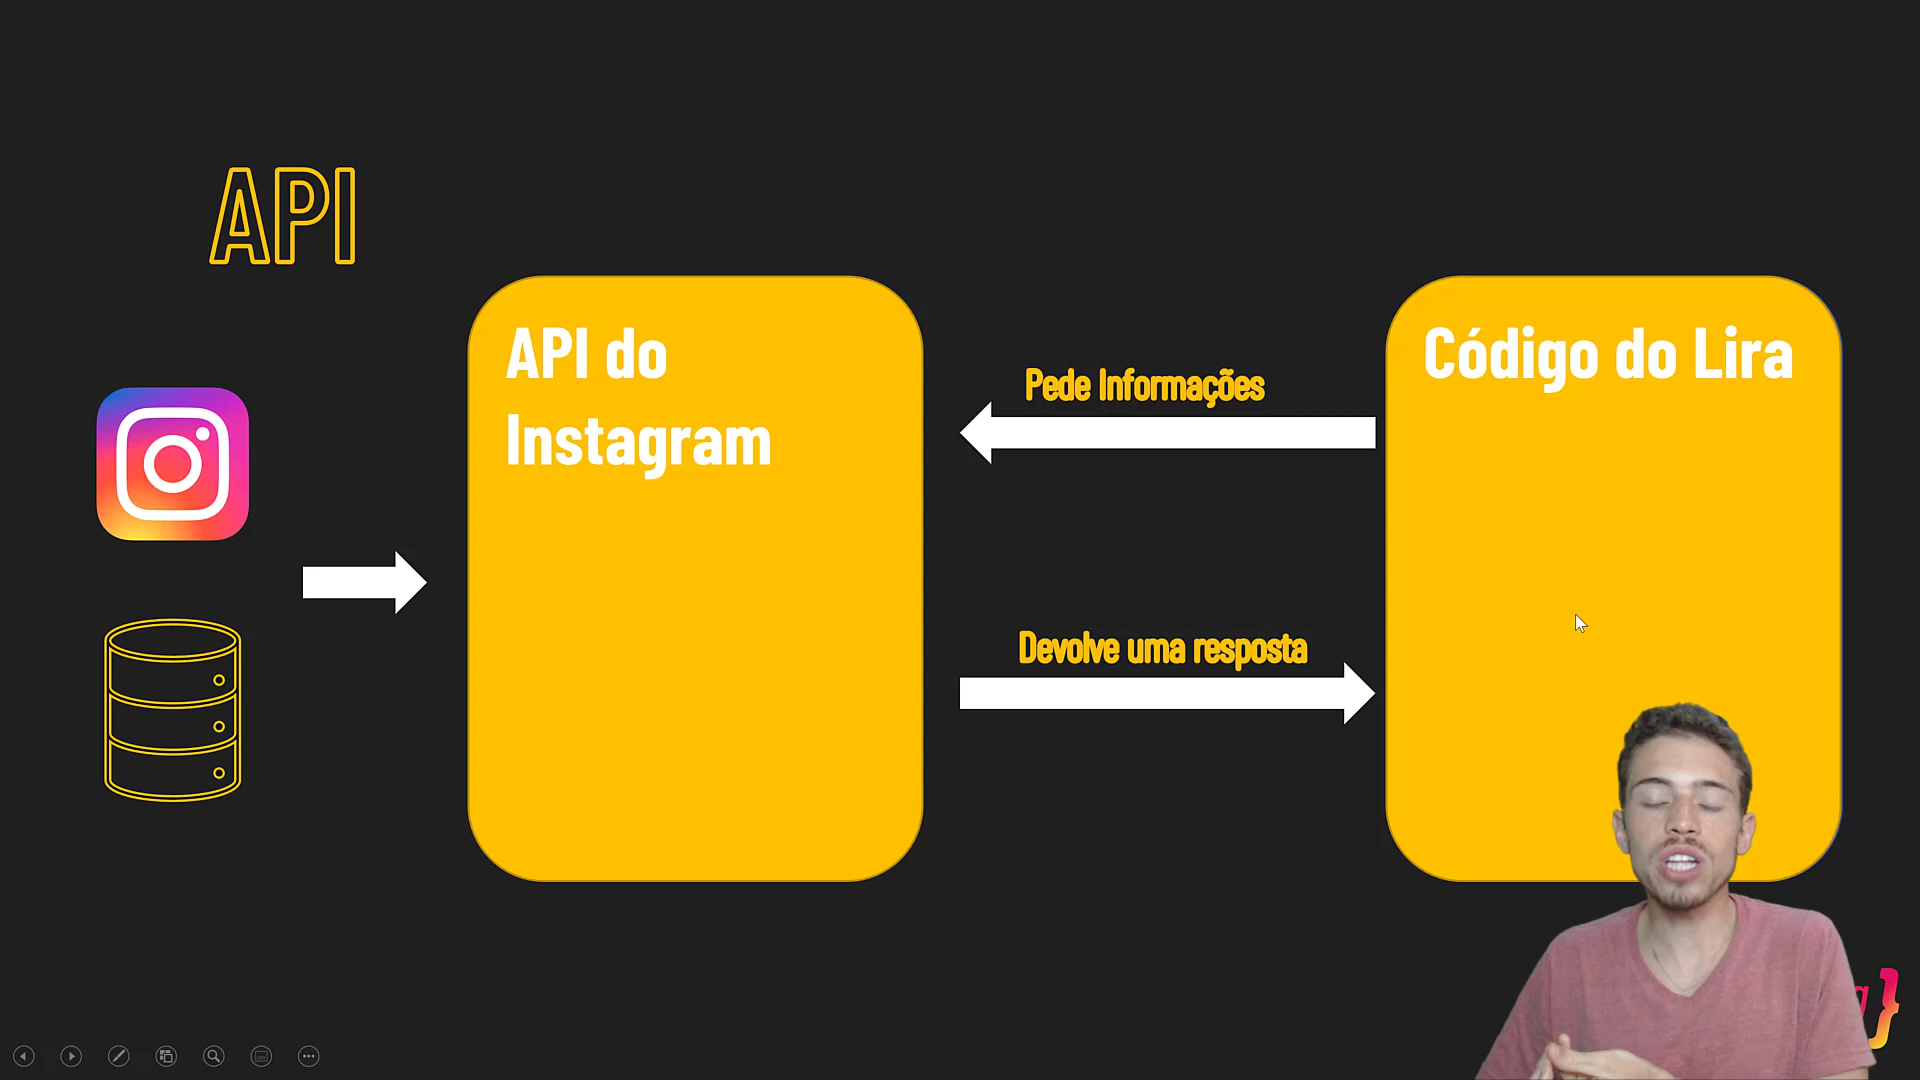 API
API do
Instagram
Pede Informações
Devolve uma resposta
Código do Lira
}